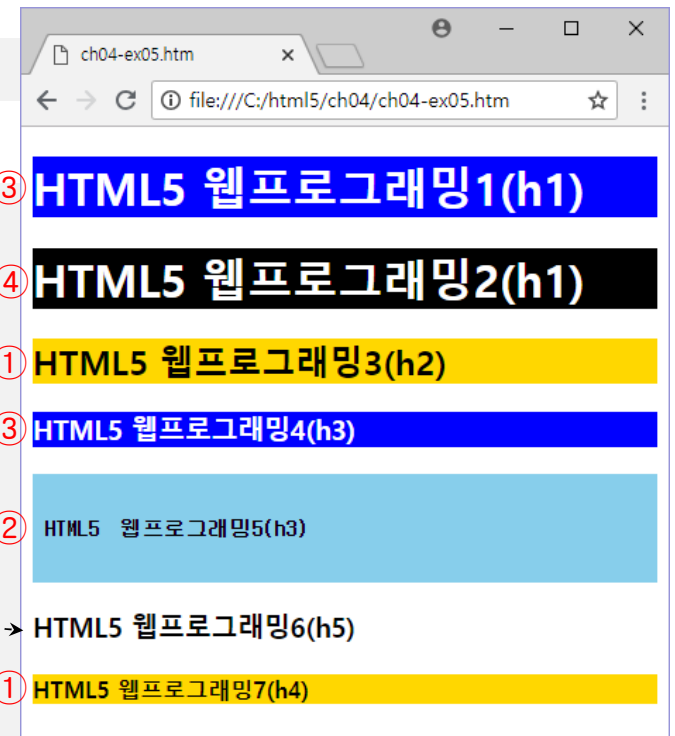 ch04-ex05.htm
file:///C:/html5/ch04/ch04-ex05.htm
③ HTML5 웹프로그래밍1(h1)
④ HTML5 웹프로그래밍2(h1)
① HTML5 웹프로그래밍3(h2)
③ HTML5 웹프로그래밍4(h3)
② HTML5 웹프로그래밍5(h3)
HTML5 웹프로그래밍6(h5)
① HTML5 웹프로그래밍7(h4)